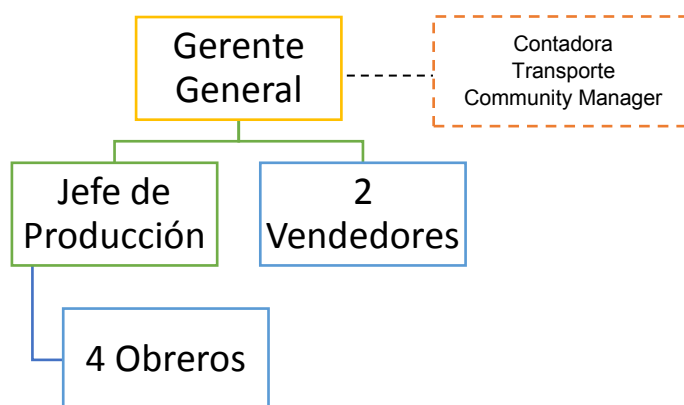 Gerente
General
Contadora
Transporte
Community Manager
Jefe de
Producción
2
Vendedores
4 Obreros